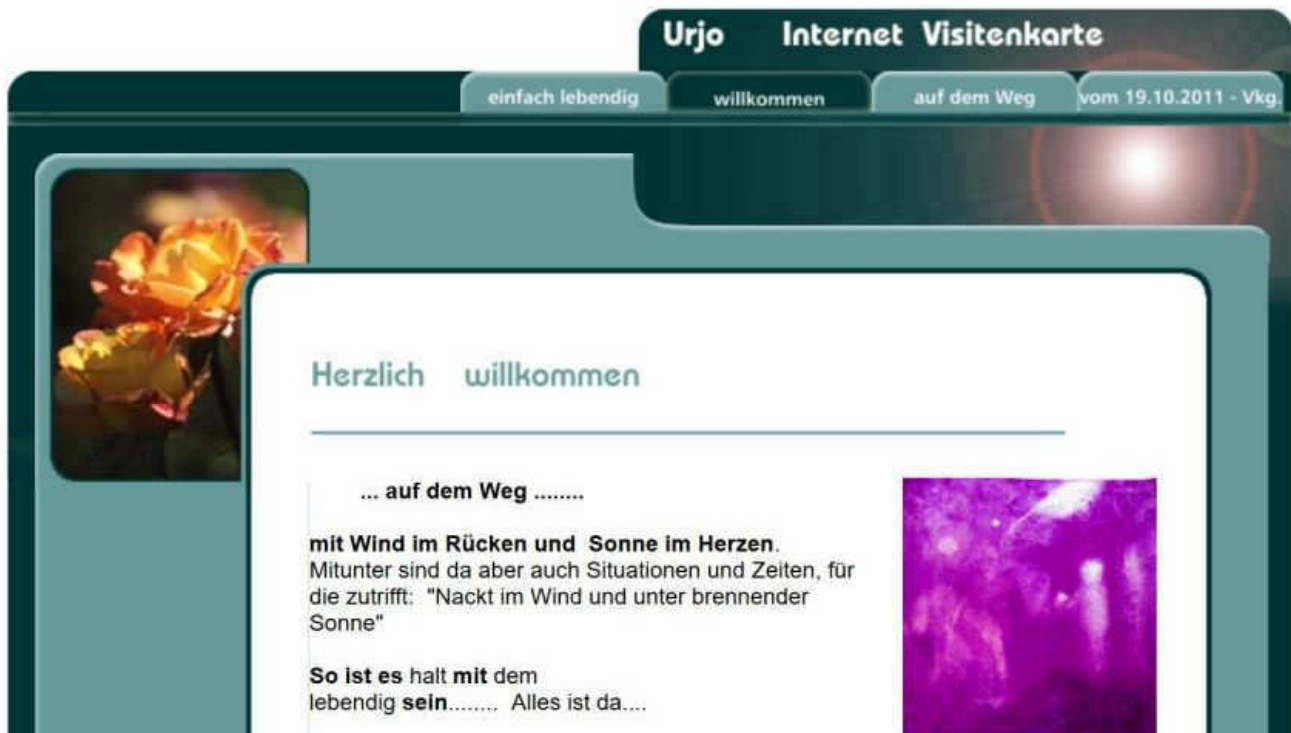 Urjo Internet Visitenkarte
einfach lebendig willkommen auf dem Weg vom 19.10.2011 - Vkg.
Herzlich willkommen
... auf dem Weg ........
mit Wind im Rücken und Sonne im Herzen.
Mitunter sind da aber auch Situationen und Zeiten, für
die zutrifft: "Nackt im Wind und unter brennender
Sonne"
So ist es halt mit dem
lebendig sein........ Alles ist da....